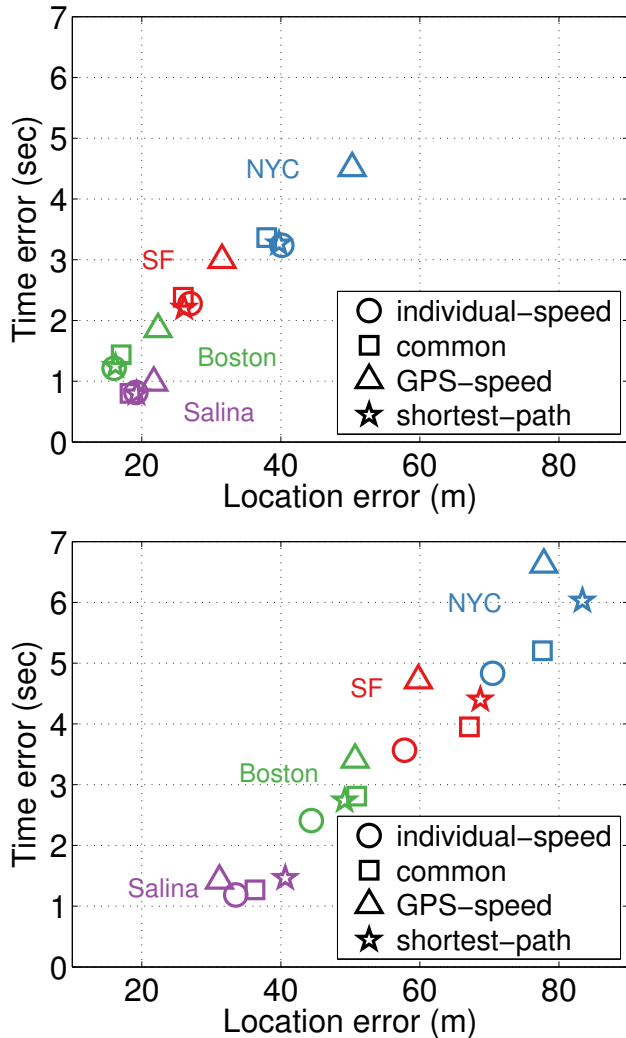 7
6
5
4
3
2
1
0
Time error (sec)
NYC
SF
Boston
Salina
individual−speed
common
GPS−speed
shortest−path
20 40 60 80
Location error (m)
7
6
5
4
3
2
1
0
Time error (sec)
NYC
SF
Boston
Salina
individual−speed
common
GPS−speed
shortest−path
20 40 60 80
Location error (m)